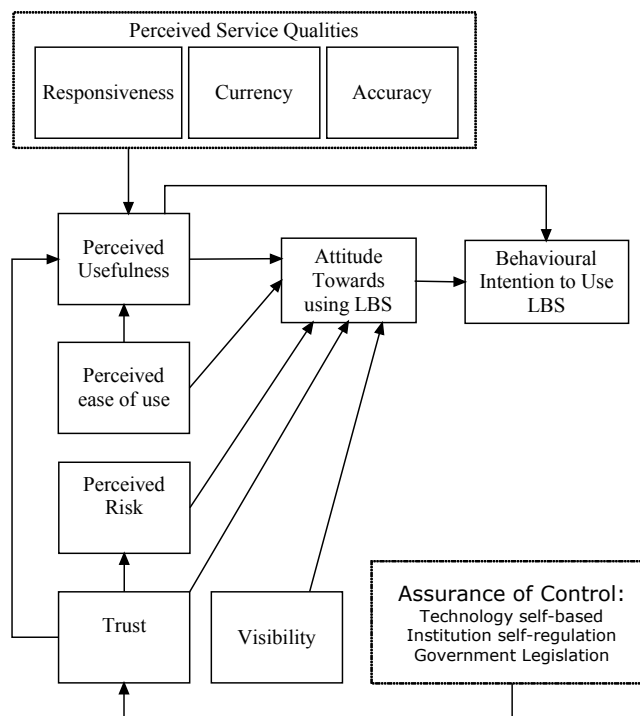 Perceived Service Qualities
Responsiveness
Currency
Accuracy
Perceived
Usefulness
Attitude
Towards
using LBS
Behavioural
Intention to Use
LBS
Perceived
ease of use
Perceived
Risk
Trust
Visibility
Assurance of Control:
Technology self-based
Institution self-regulation
Government Legislation